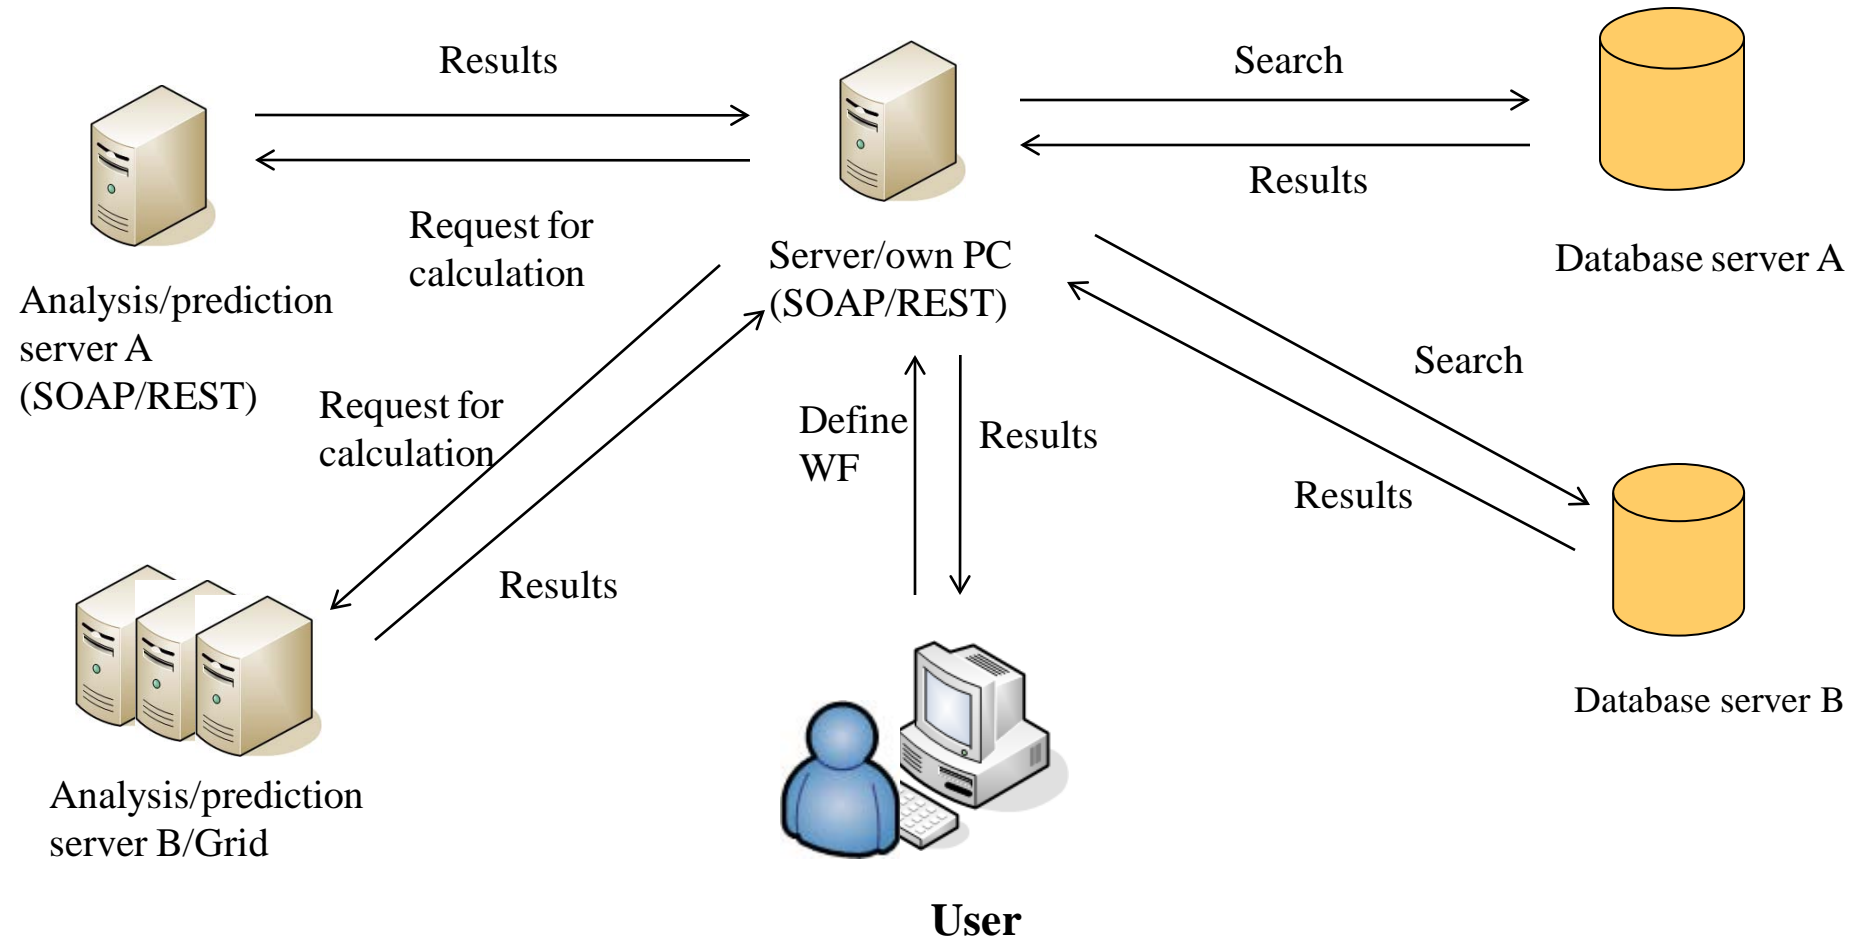 Results
Search
Results
Request for
calculation
Server/own PC
(SOAP/REST)
Database server A
Analysis/prediction
server A
(SOAP/REST)
Search
Request for
calculation
Define
WF
Results
Results
Results
Database server B
Analysis/prediction
server B/Grid
User